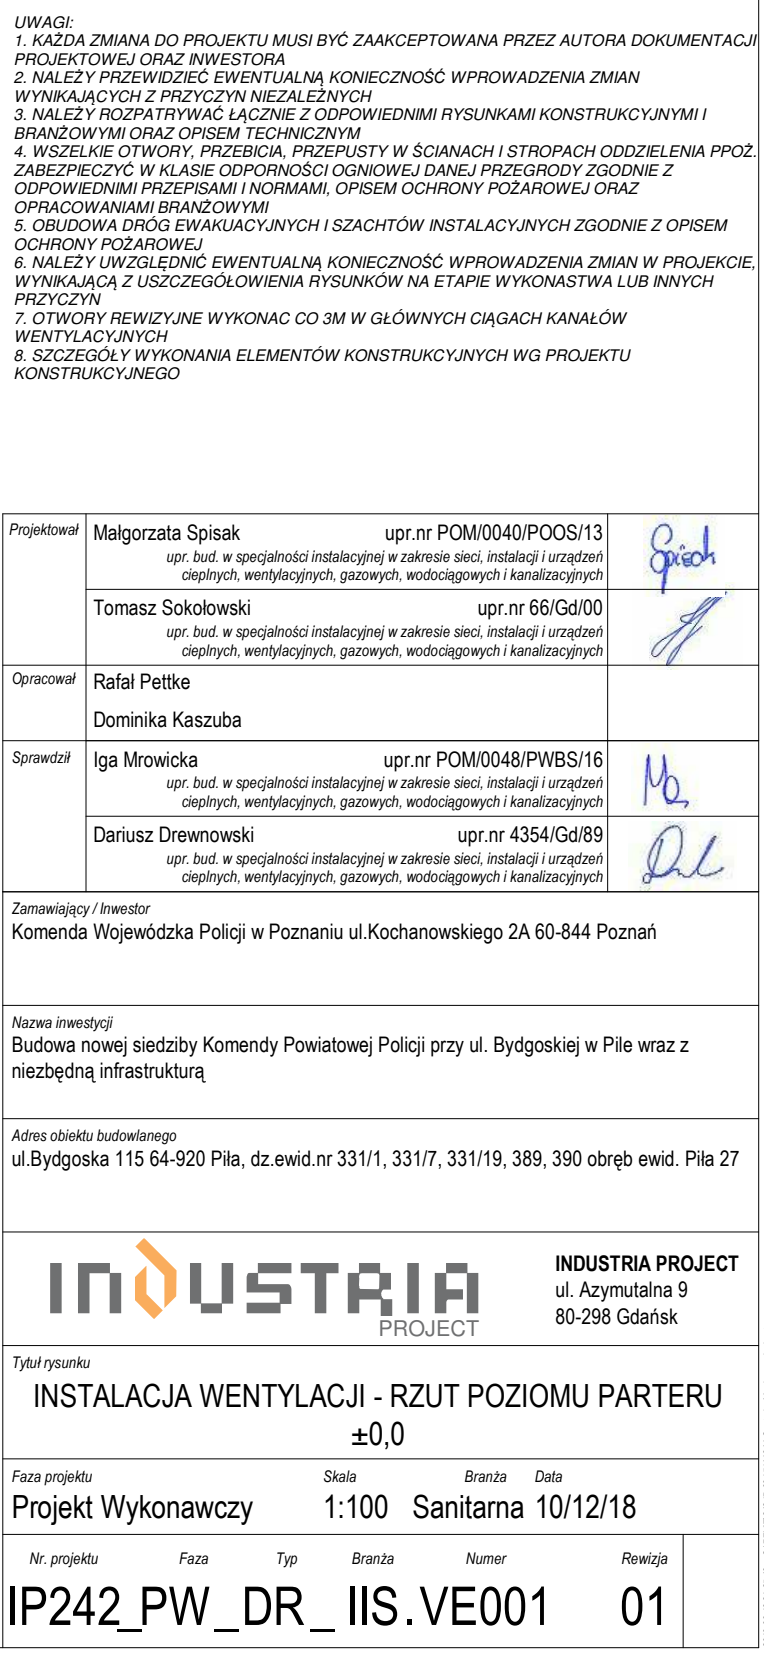 UWAGI:
1. KAŻDA ZMIANA DO PROJEKTU MUSI BYĆ ZAAKCEPTOWANA PRZEZ AUTORA DOKUMENTACJI
PROJEKTOWEJ ORAZ INWESTORA
2. NALEŻY PRZEWIDZIEĆ EWENTUALNĄ KONIECZNOŚĆ WPROWADZENIA ZMIAN
WYNIKAJĄCYCH Z PRZYCZYN NIEZALEŻNYCH
3. NALEŻY ROZPATRYWAĆ ŁĄCZNIE Z ODPOWIEDNIMI RYSUNKAMI KONSTRUKCYJNYMI I
BRANŻOWYMI ORAZ OPISEM TECHNICZNYM
4. WSZELKIE OTWORY, PRZEBICIA, PRZEPUSTY W ŚCIANACH I STROPACH ODDZIELENIA PPOŻ.
ZABEZPIECZYĆ W KLASIE ODPORNOŚCI OGNIOWEJ DANEJ PRZEGRODY ZGODNIE Z
ODPOWIEDNIMI PRZEPISAMI I NORMAMI, OPISEM OCHRONY POŻAROWEJ ORAZ
OPRACOWANIAMI BRANŻOWYMI
5. OBUDOWA DRÓG EWAKUACYJNYCH I SZACHTÓW INSTALACYJNYCH ZGODNIE Z OPISEM
OCHRONY POŻAROWEJ
6. NALEŻY UWZGLĘDNIĆ EWENTUALNĄ KONIECZNOŚĆ WPROWADZENIA ZMIAN W PROJEKCIE,
WYNIKAJĄCĄ Z USZCZEGÓŁOWIENIA RYSUNKÓW NA ETAPIE WYKONASTWA LUB INNYCH
PRZYCZYN
7. OTWORY REWIZYJNE WYKONAC CO 3M W GŁÓWNYCH CIĄGACH KANAŁÓW
WENTYLACYJNYCH
8. SZCZEGÓŁY WYKONANIA ELEMENTÓW KONSTRUKCYJNYCH WG PROJEKTU
KONSTRUKCYJNEGO
Projektował Małgorzata Spisak upr.nr POM/0040/POOS/13
upr. bud. w specjalności instalacyjnej w zakresie sieci, instalacji i urządzeń
cieplnych, wentylacyjnych, gazowych, wodociągowych i kanalizacyjnych
Tomasz Sokołowski upr.nr 66/Gd/00
upr. bud. w specjalności instalacyjnej w zakresie sieci, instalacji i urządzeń
cieplnych, wentylacyjnych, gazowych, wodociągowych i kanalizacyjnych
Opracował Rafał Pettke
Dominika Kaszuba
Sprawdził Iga Mrowicka upr.nr POM/0048/PWBS/16
upr. bud. w specjalności instalacyjnej w zakresie sieci, instalacji i urządzeń
cieplnych, wentylacyjnych, gazowych, wodociągowych i kanalizacyjnych
Dariusz Drewnowski upr.nr 4354/Gd/89
upr. bud. w specjalności instalacyjnej w zakresie sieci, instalacji i urządzeń
cieplnych, wentylacyjnych, gazowych, wodociągowych i kanalizacyjnych
Zamawiający / Inwestor
Komenda Wojewódzka Policji w Poznaniu ul.Kochanowskiego 2A 60-844 Poznań
Nazwa inwestycji
Budowa nowej siedziby Komendy Powiatowej Policji przy ul. Bydgoskiej w Pile wraz z
niezbędną infrastrukturą
Adres obiektu budowlanego
ul.Bydgoska 115 64-920 Piła, dz.ewid.nr 331/1, 331/7, 331/19, 389, 390 obręb ewid. Piła 27
INDUSTRIA
PROJECT
INDUSTRIA PROJECT
ul. Azymutalna 9
80-298 Gdańsk
Tytuł rysunku
INSTALACJA WENTYLACJI - RZUT POZIOMU PARTERU
±0,0
Faza projektu Skala Branża Data
Projekt Wykonawczy 1:100 Sanitarna 10/12/18
Nr. projektu Faza Typ Branża Numer Rewizja
IP242_PW_DR_IIS.VE001 01